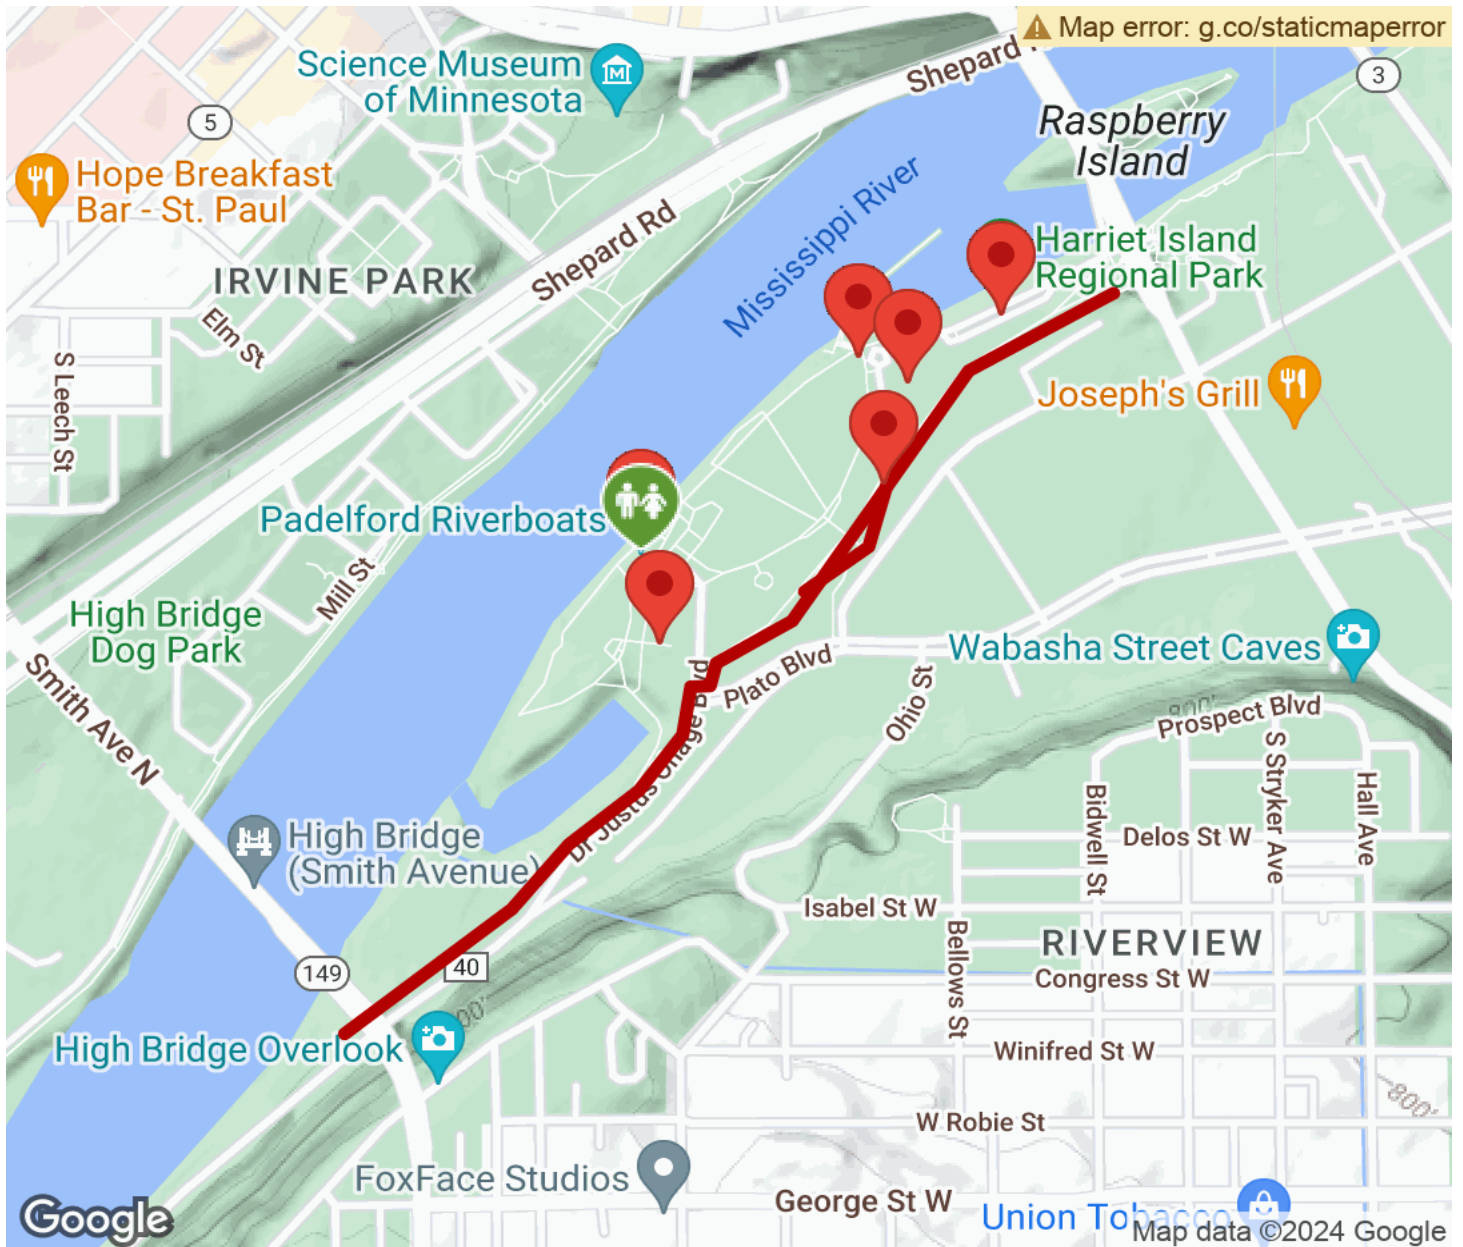 Map error: g.co/staticmaperror
Science Museum
of Minnesota
Shepard
3
5
Raspberry
Island
Hope Breakfast
Bar - St. Paul
Mississippi River
Shepard Rd
IRVINE PARK
Harriet Island
Regional Park
Elm St
S Leech St
Joseph's Grill
Padelford Riverboats
Mill St
High Bridge
Dog Park
Wabasha Street Caves
Smith Ave N
Plato Blvd
Ohio St
800'
Prospect Blvd
Dr Justus Ohage Blvd
S Stryker Ave
Hall Ave
Bidwell St
High Bridge
(Smith Avenue)
Delos St W
Isabel St W
Bellows St
RIVERVIEW
149
40
Congress St W
High Bridge Overlook
Winifred St W
800'
W Robie St
FoxFace Studios
George St W
Union Tobacco
Google
Map data ©2024 Google